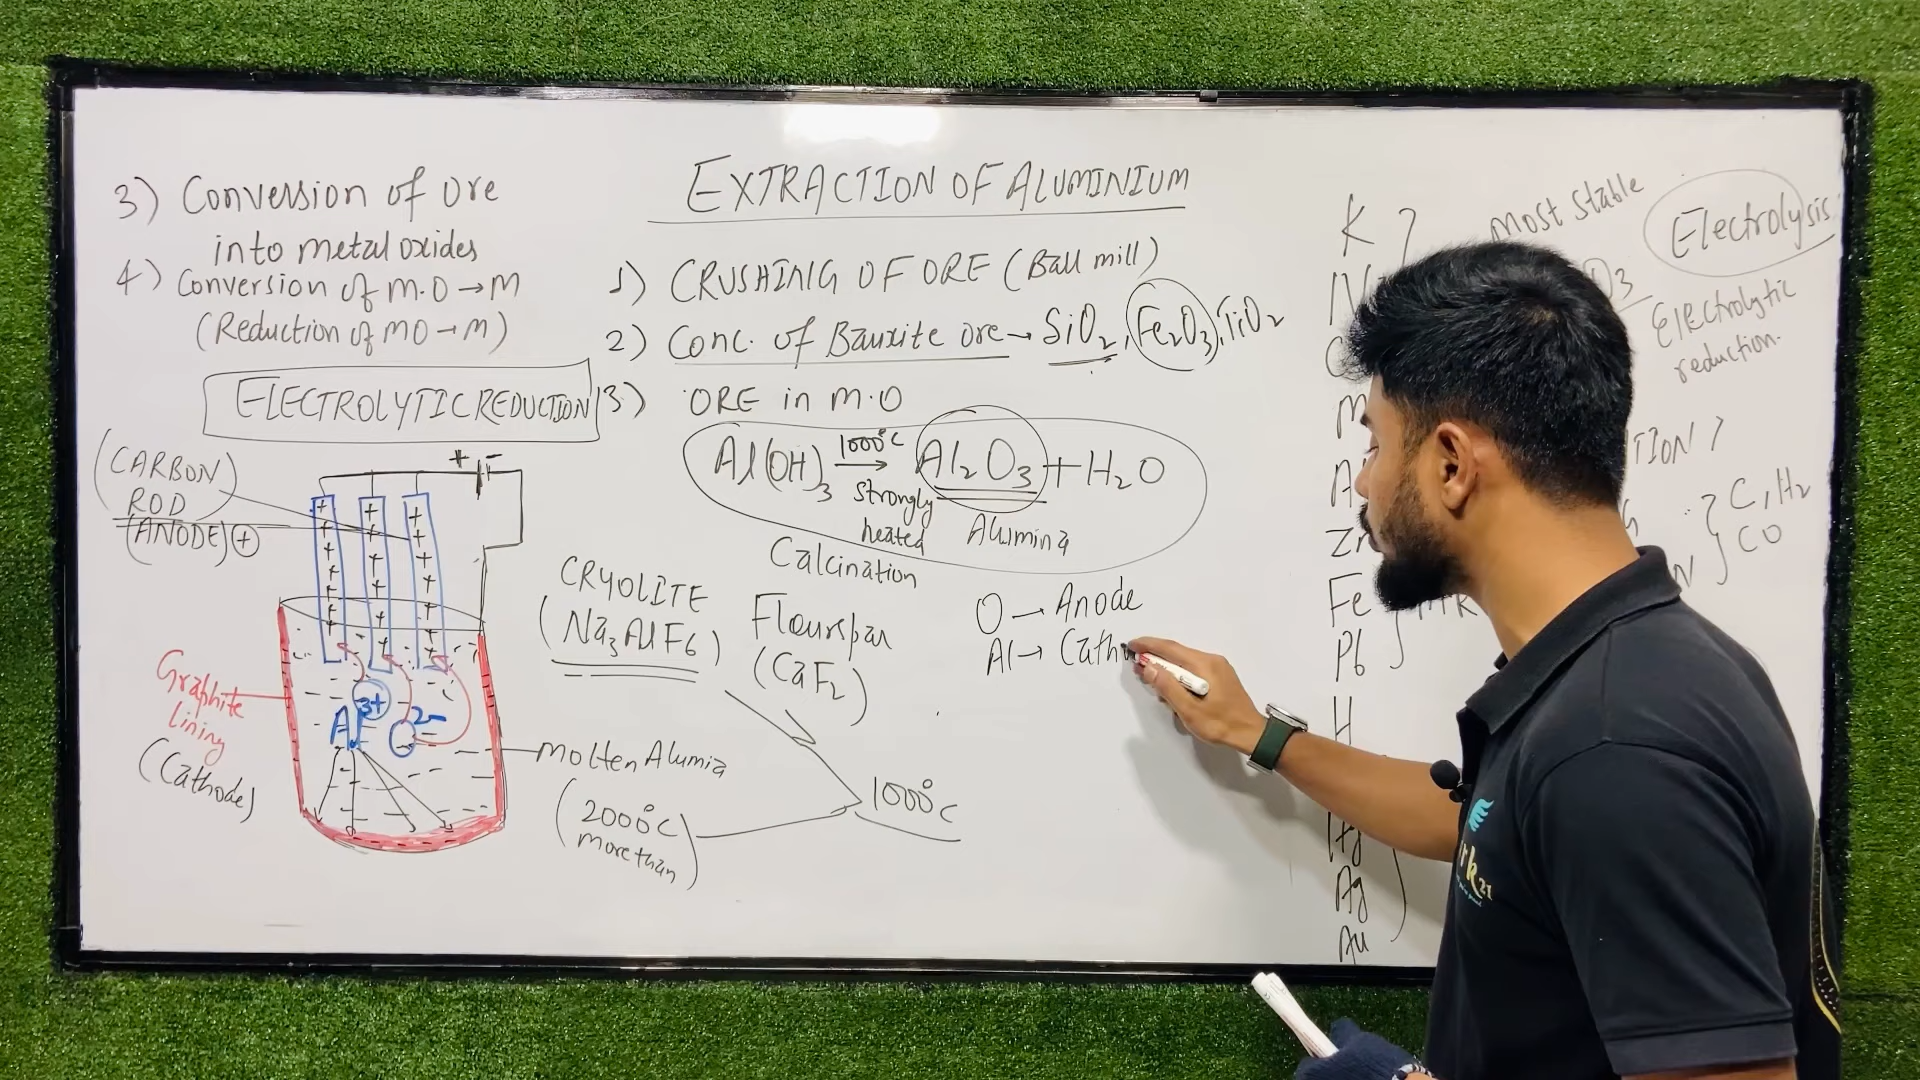 EXTRACTION OF ALUMINIUM
3) Conversion of ore
into metal oxides
4) Conversion of M.O → M
(Reduction of MO → M)
ELECTROLYTIC REDUCTION
1) CRUSHING OF ORE (Ball mill)
2) Conc. of Bauxite ore → SiO2, Fe2O3, TiO2
3) ORE in M.O
Al(OH)3 1000°C → Al2O3 + H2O
strongly
heated
Alumina
Calcination
(CARBON
ROD)
(ANODE) +
+ -
Graphite
lining
(Cathode)
Al 3+
O 2-
CRYOLITE
(Na3AlF6)
Flourspar
(CaF2)
Molten Alumia
(2000°C
more than)
1000°C
O → Anode
Al → Catho
K
Zn
Fe
Pb
H
Hg
Ag
Au
Most stable
Electrolysis
Electrolytic
reduction.
C, H2
CO